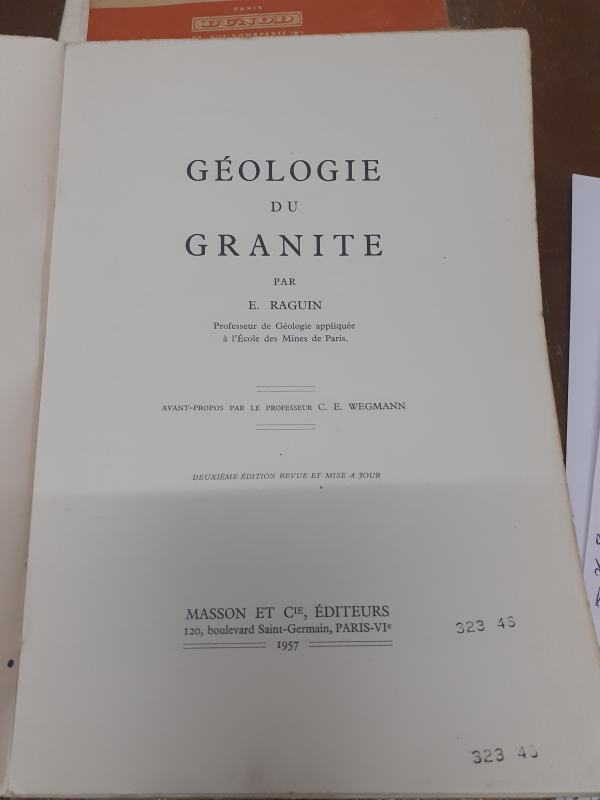 PARIS
DUNOD
GÉOLOGIE
DU
GRANITE
PAR
E. RAGUIN
Professeur de Géologie appliquée
à l'École des Mines de Paris.
AVANT-PROPOS PAR LE PROFESSEUR C. E. WEGMANN
DEUXIÈME ÉDITION REVUE ET MISE A JOUR
MASSON ET CIE, ÉDITEURS
120, boulevard Saint-Germain, PARIS-VIe
1957
323 46
323 46